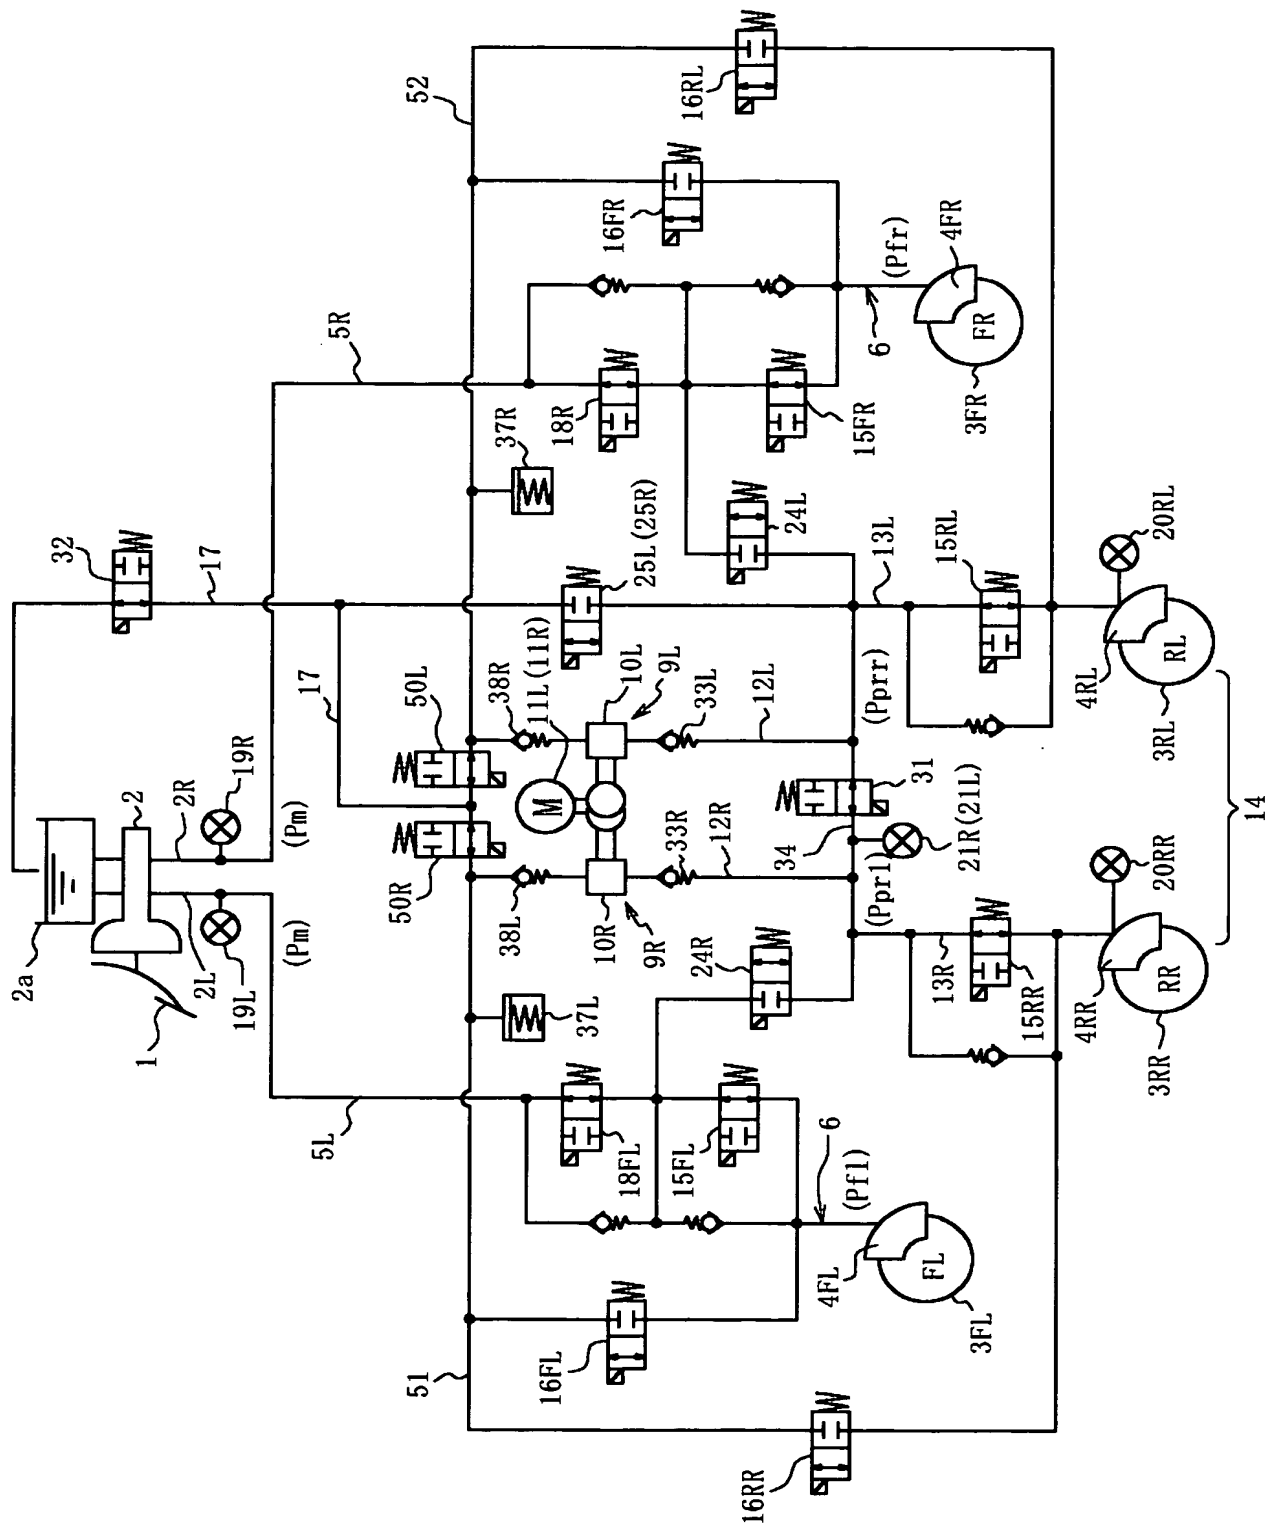 32
17
2a
1
2
2R
2L
19R
19L
(Pm)
(Pm)
5R
5L
17
52
51
16RL
16FR
37R
37L
50L
50R
38R
38L
11L(11R)
M
10L
10R
9L
9R
33L
33R
12L
12R
25L(25R)
18R
15FR
24L
24R
18FL
15FL
16FL
16RR
6
(Pfr)
4FR
FR
3FR
6
(Pfl)
4FL
FL
3FL
(Pprr)
(Pprl)
34
31
21R(21L)
13L
13R
15RL
15RR
20RL
20RR
4RL
RL
3RL
4RR
RR
3RR
14